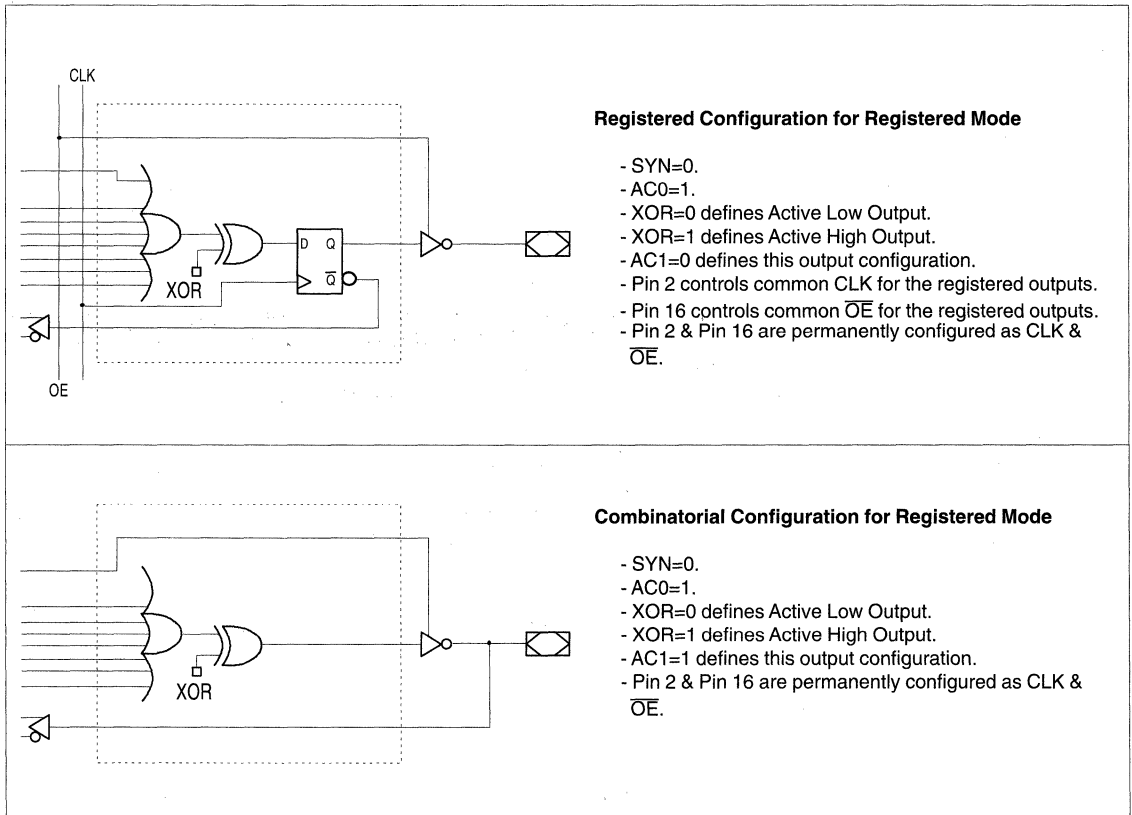 CLK
D Q
Q̅
XOR
OE
Registered Configuration for Registered Mode
- SYN=0.
- AC0=1.
- XOR=0 defines Active Low Output.
- XOR=1 defines Active High Output.
- AC1=0 defines this output configuration.
- Pin 2 controls common CLK for the registered outputs.
- Pin 16 controls common O̅E̅ for the registered outputs.
- Pin 2 & Pin 16 are permanently configured as CLK &
O̅E̅.
XOR
Combinatorial Configuration for Registered Mode
- SYN=0.
- AC0=1.
- XOR=0 defines Active Low Output.
- XOR=1 defines Active High Output.
- AC1=1 defines this output configuration.
- Pin 2 & Pin 16 are permanently configured as CLK &
O̅E̅.